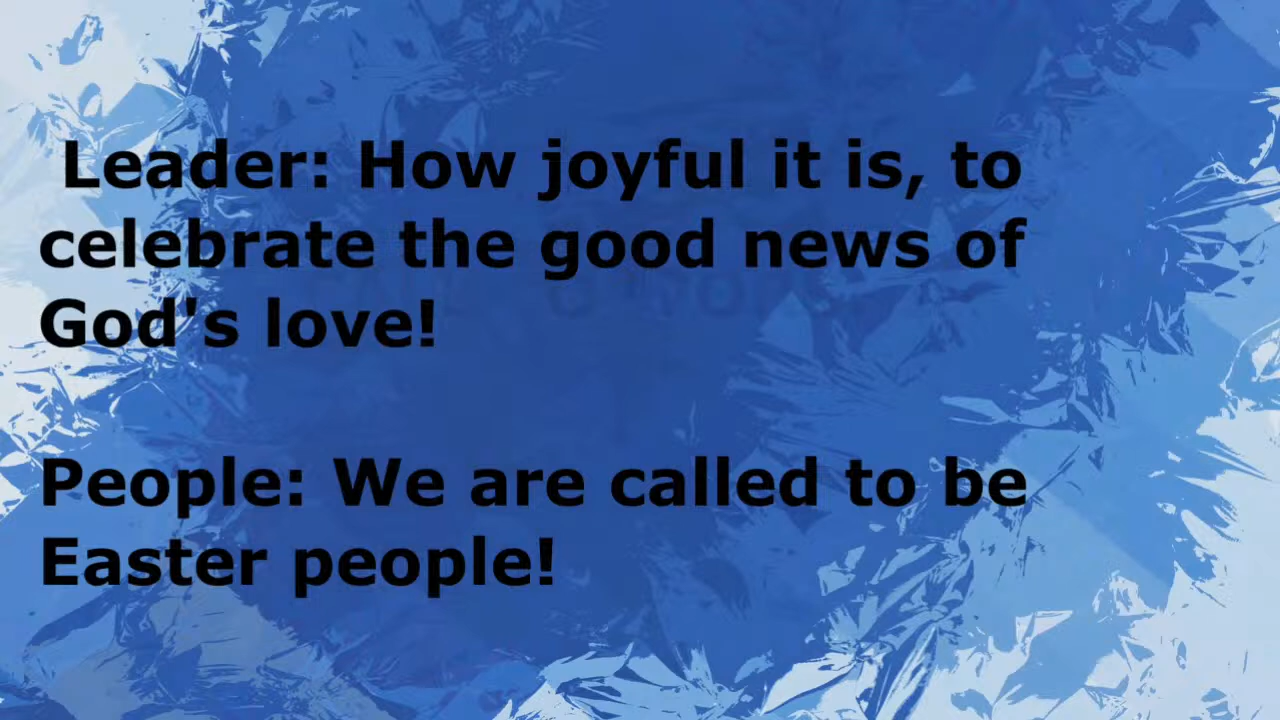 Leader: How joyful it is, to
celebrate the good news of
God's love!
People: We are called to be
Easter people!